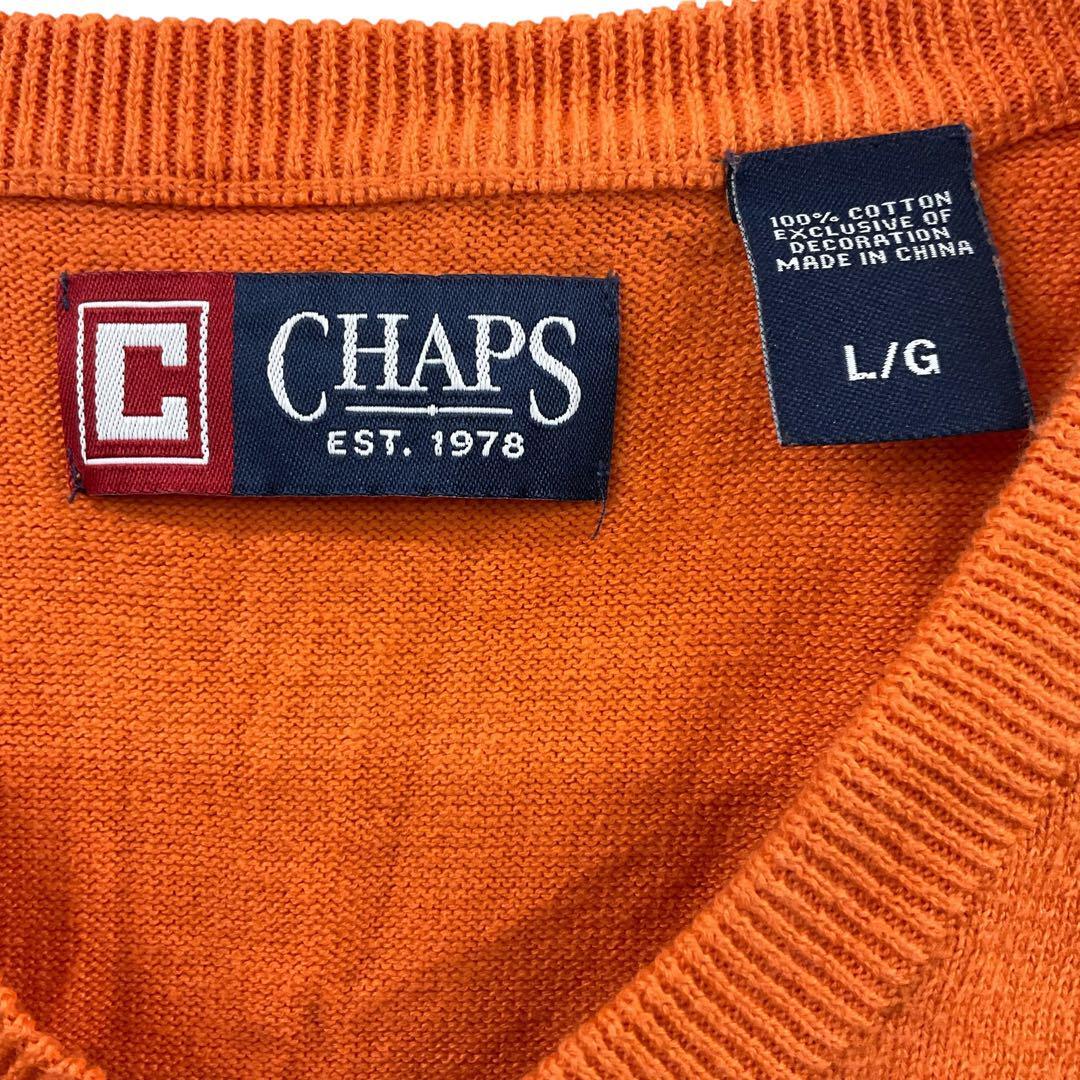 C CHAPS
EST. 1978
100% COTTON
EXCLUSIVE OF
DECORATION
MADE IN CHINA
L/G